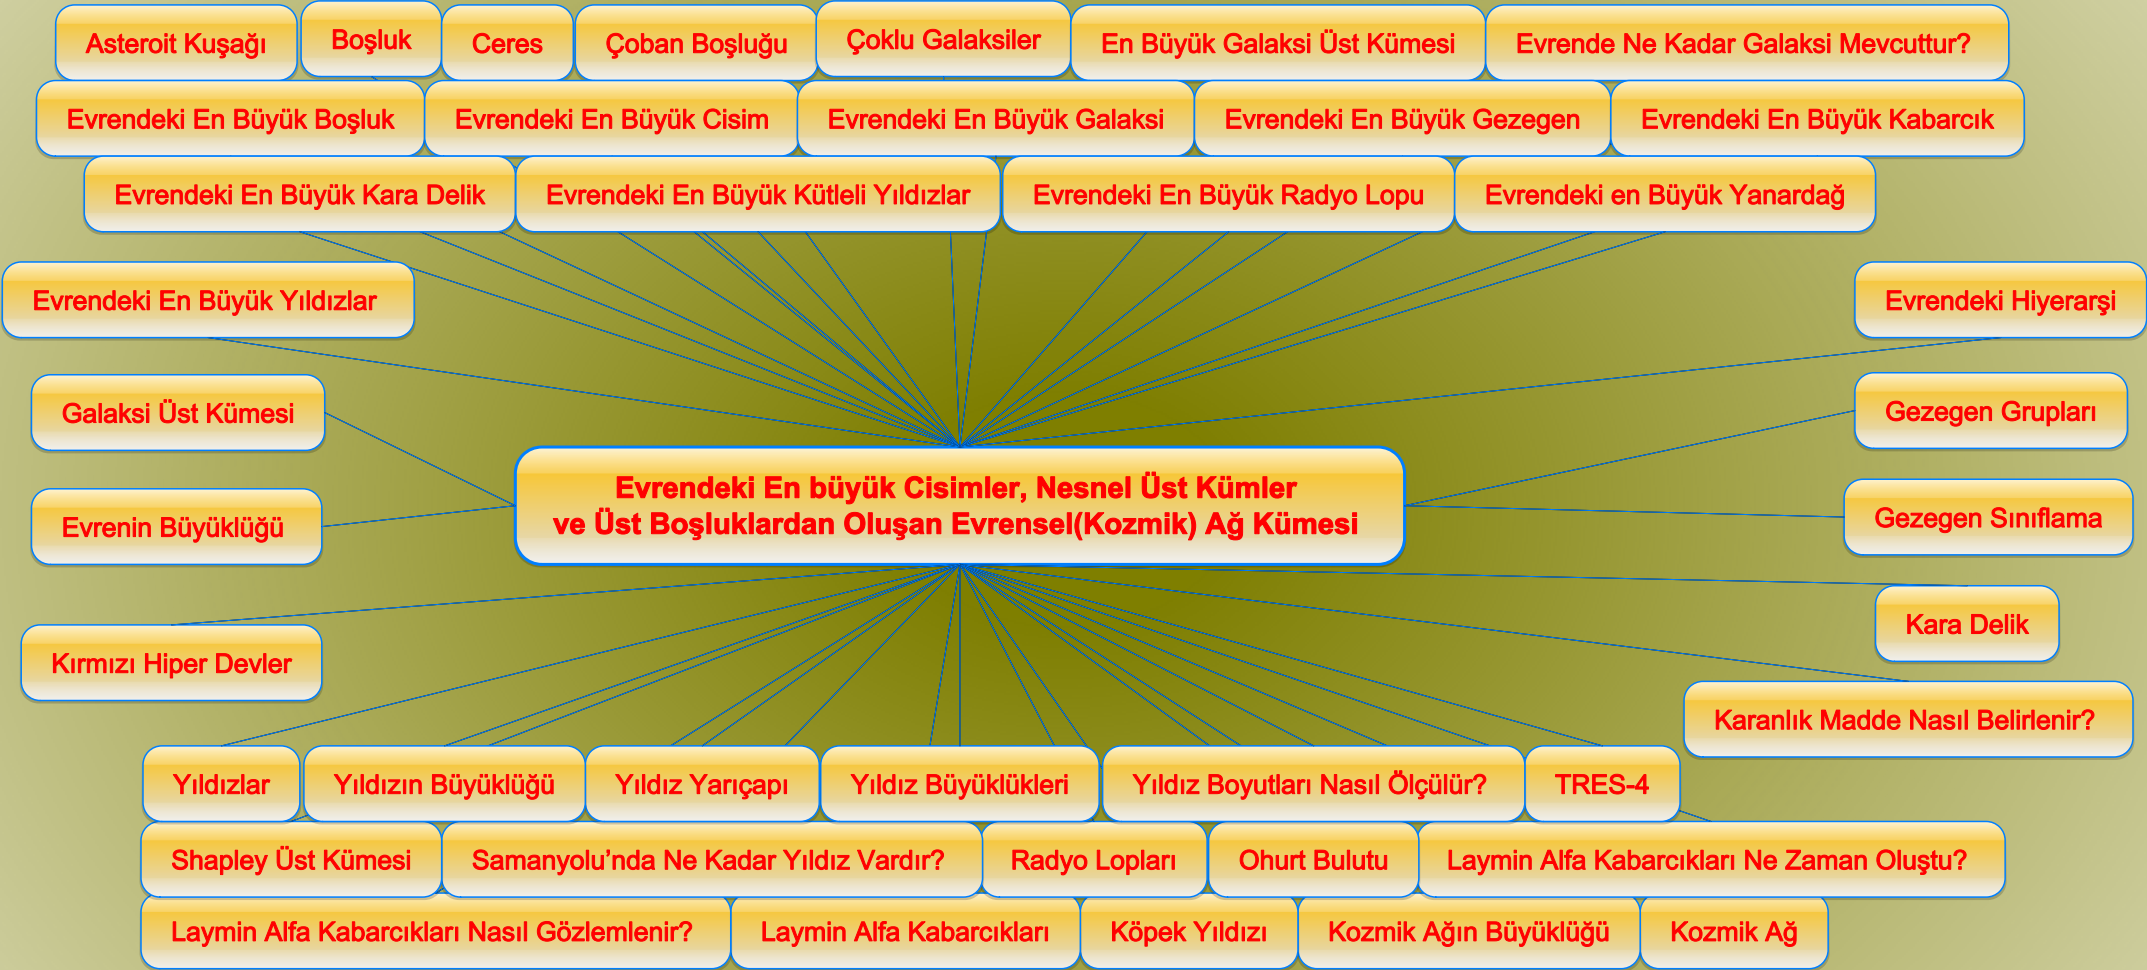 Asteroit Kuşağı
Boşluk
Ceres
Çoban Boşluğu
Çoklu Galaksiler
En Büyük Galaksi Üst Kümesi
Evrende Ne Kadar Galaksi Mevcuttur?
Evrendeki En Büyük Boşluk
Evrendeki En Büyük Cisim
Evrendeki En Büyük Galaksi
Evrendeki En Büyük Gezegen
Evrendeki En Büyük Kabarcık
Evrendeki En Büyük Kara Delik
Evrendeki En Büyük Kütleli Yıldızlar
Evrendeki En Büyük Radyo Lopu
Evrendeki en Büyük Yanardağ
Evrendeki En Büyük Yıldızlar
Evrendeki Hiyerarşi
Galaksi Üst Kümesi
Gezegen Grupları
Evrendeki En büyük Cisimler, Nesnel Üst Kümler
ve Üst Boşluklardan Oluşan Evrensel(Kozmik) Ağ Kümesi
Evrenin Büyüklüğü
Gezegen Sınıflama
Kara Delik
Kırmızı Hiper Devler
Karanlık Madde Nasıl Belirlenir?
Yıldızlar
Yıldızın Büyüklüğü
Yıldız Yarıçapı
Yıldız Büyüklükleri
Yıldız Boyutları Nasıl Ölçülür?
TRES-4
Shapley Üst Kümesi
Samanyolu’nda Ne Kadar Yıldız Vardır?
Radyo Lopları
Ohurt Bulutu
Laymin Alfa Kabarcıkları Ne Zaman Oluştu?
Laymin Alfa Kabarcıkları Nasıl Gözlemlenir?
Laymin Alfa Kabarcıkları
Köpek Yıldızı
Kozmik Ağın Büyüklüğü
Kozmik Ağ